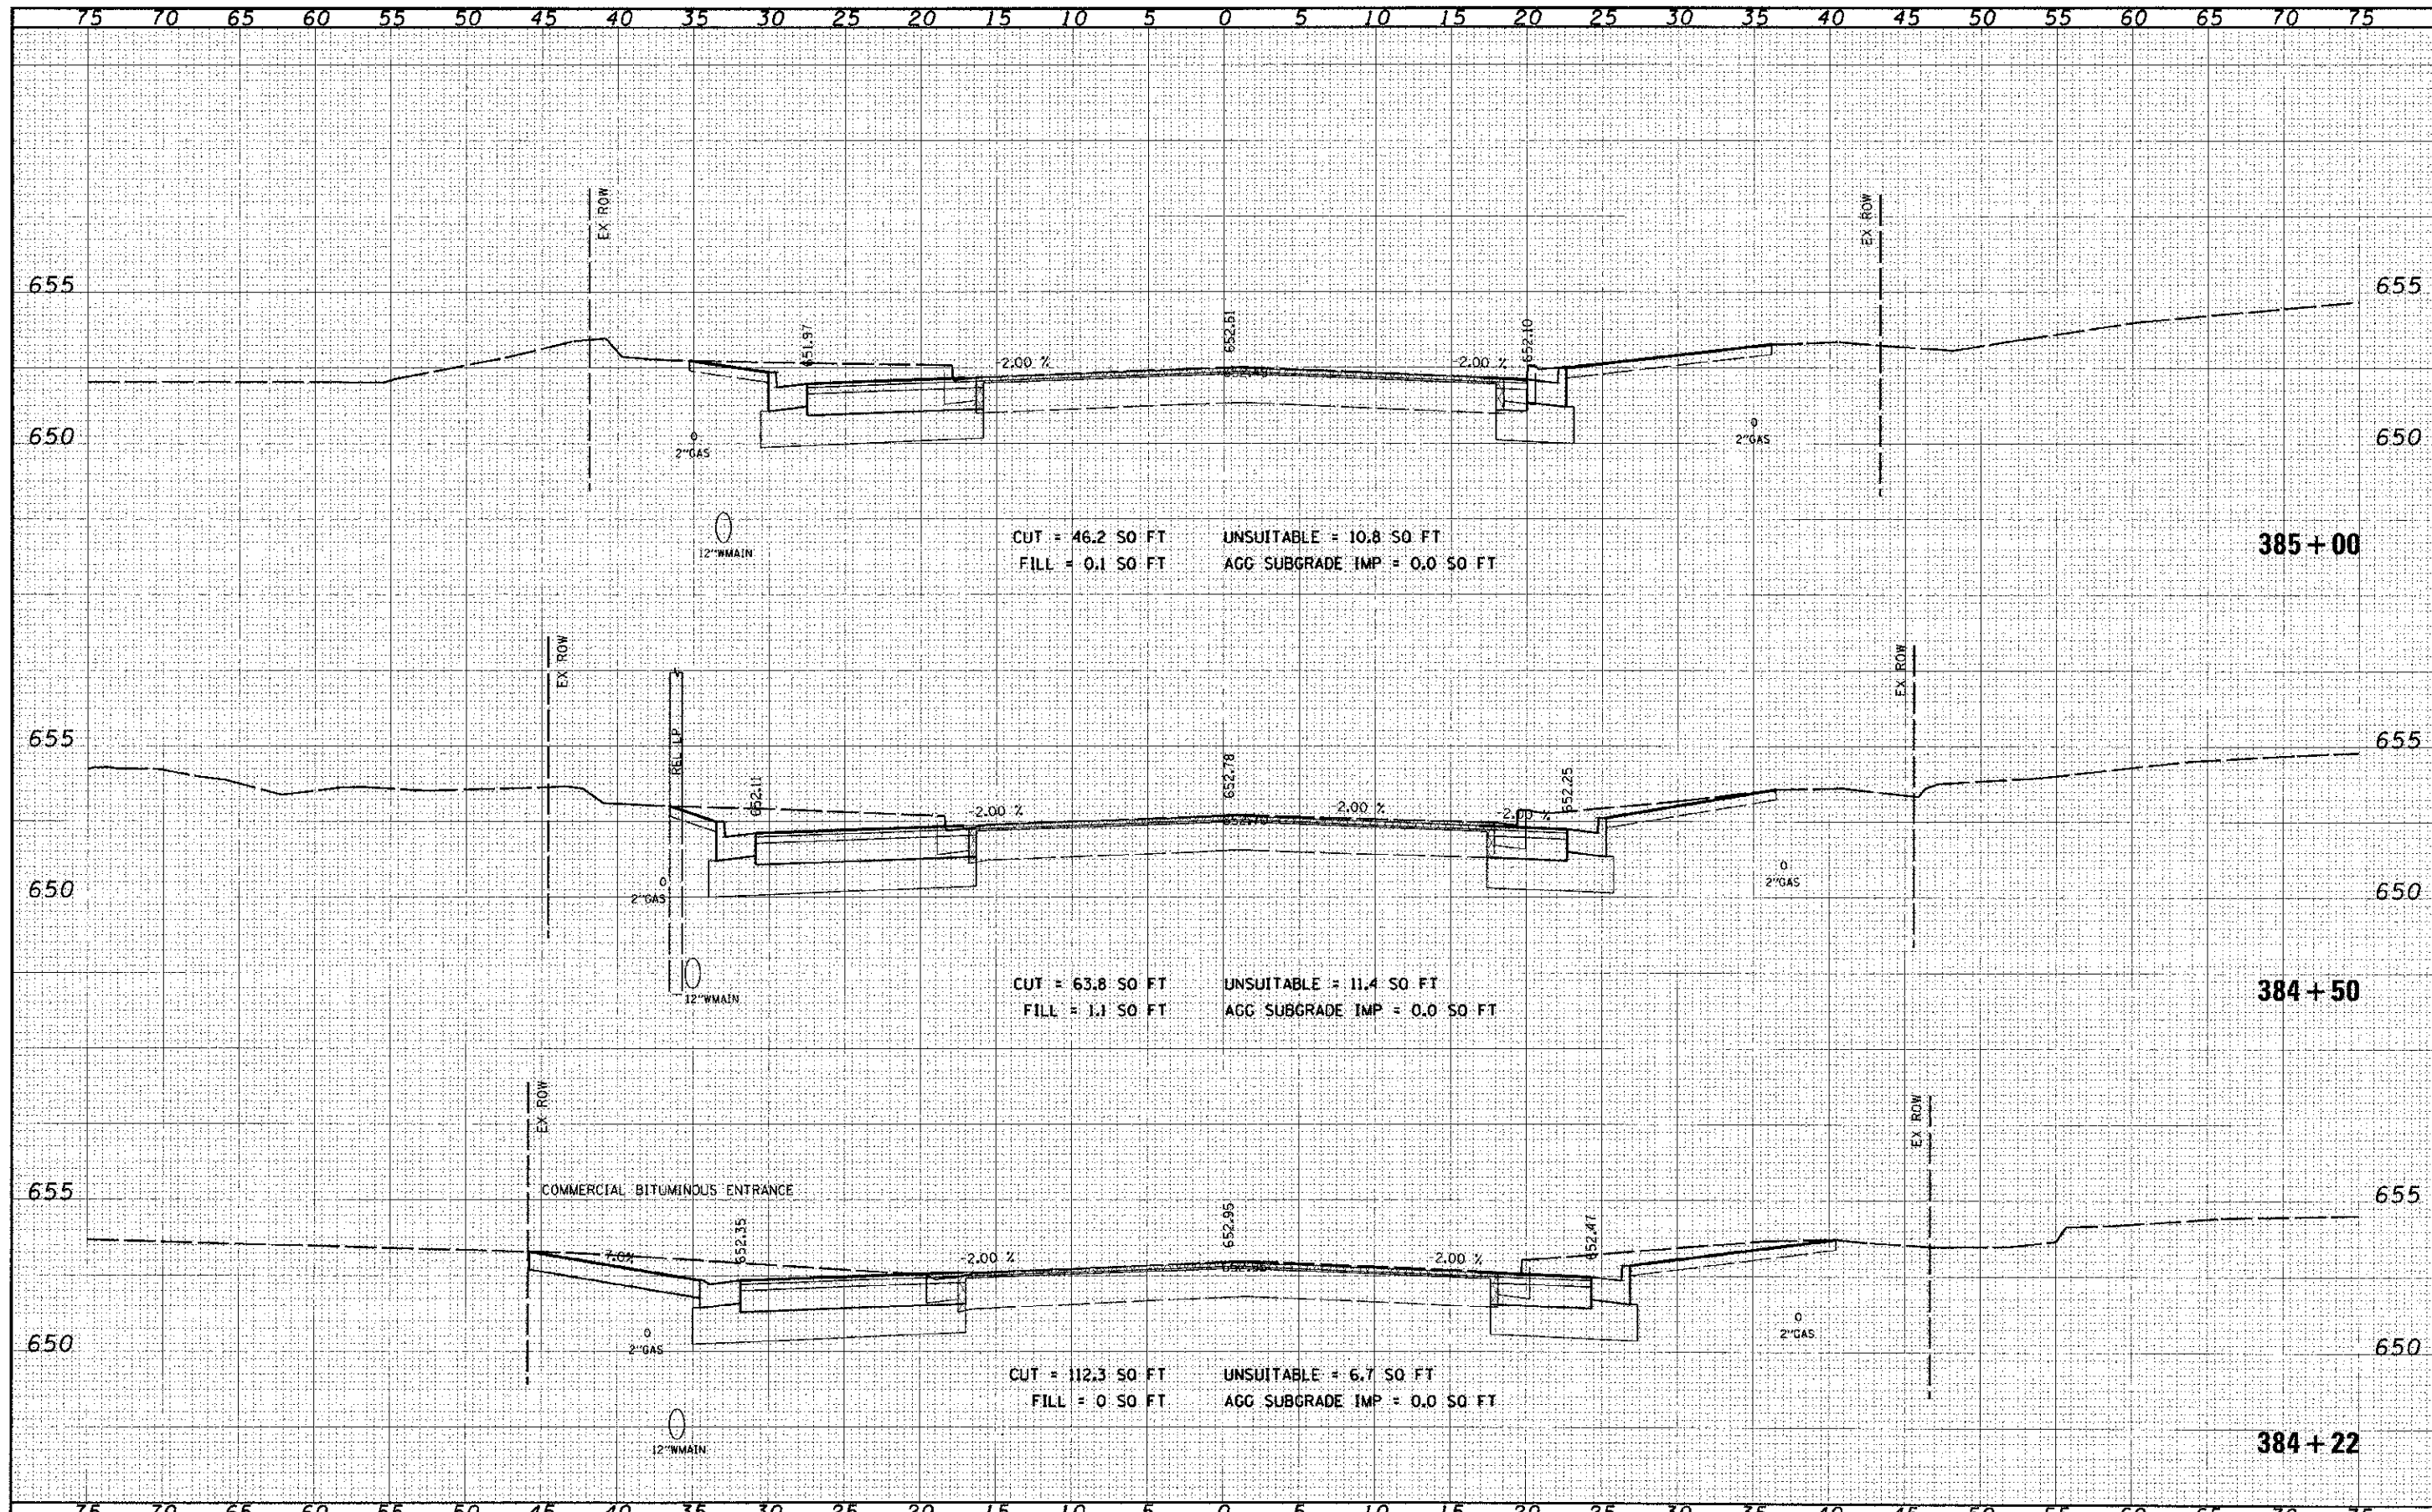 75 70 65 60 55 50 45 40 35 30 25 20 15 10 5 0 5 10 15 20 25 30 35 40 45 50 55 60 65 70 75
EX ROW
EX ROW
655
655
651.97
652.51
652.10
-2.00 %
-2.00 %
650
650
0
2"GAS
0
2"GAS
12"WMAIN
CUT = 46.2 SQ FT UNSUITABLE = 10.8 SQ FT
FILL = 0.1 SQ FT AGG SUBGRADE IMP = 0.0 SQ FT
385+00
EX ROW
EX ROW
REL LP
655
655
652.11
652.78
652.25
-2.00 %
-2.00 %
-2.00 %
650
650
0
2"GAS
0
2"GAS
12"WMAIN
CUT = 63.8 SQ FT UNSUITABLE = 11.4 SQ FT
FILL = 1.1 SQ FT AGG SUBGRADE IMP = 0.0 SQ FT
384+50
EX ROW
EX ROW
655
COMMERCIAL BITUMINOUS ENTRANCE
655
652.35
652.95
652.47
7.0%
-2.00 %
-2.00 %
650
650
0
2"GAS
0
2"GAS
CUT = 112.3 SQ FT UNSUITABLE = 6.7 SQ FT
FILL = 0 SQ FT AGG SUBGRADE IMP = 0.0 SQ FT
12"WMAIN
384+22
75 70 65 60 55 50 45 40 35 30 25 20 15 10 5 0 5 10 15 20 25 30 35 40 45 50 55 60 65 70 75